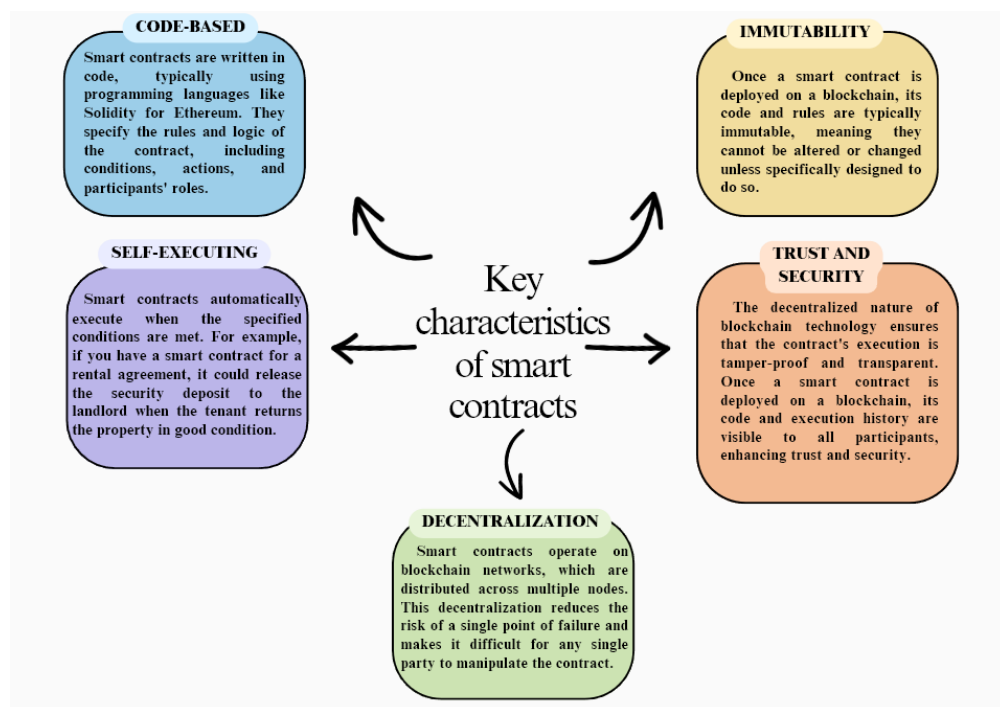 CODE-BASED
Smart contracts are written in
code, typically using
programming languages like
Solidity for Ethereum. They
specify the rules and logic of
the contract, including
conditions, actions, and
participants' roles.
IMMUTABILITY
Once a smart contract is
deployed on a blockchain, its
code and rules are typically
immutable, meaning they
cannot be altered or changed
unless specifically designed to
do so.
SELF-EXECUTING
Smart contracts automatically
execute when the specified
conditions are met. For example,
if you have a smart contract for a
rental agreement, it could release
the security deposit to the
landlord when the tenant returns
the property in good condition.
Key
characteristics
of smart
contracts
TRUST AND
SECURITY
The decentralized nature of
blockchain technology ensures
that the contract's execution is
tamper-proof and transparent.
Once a smart contract is
deployed on a blockchain, its
code and execution history are
visible to all participants,
enhancing trust and security.
DECENTRALIZATION
Smart contracts operate on
blockchain networks, which are
distributed across multiple nodes.
This decentralization reduces the
risk of a single point of failure and
makes it difficult for any single
party to manipulate the contract.